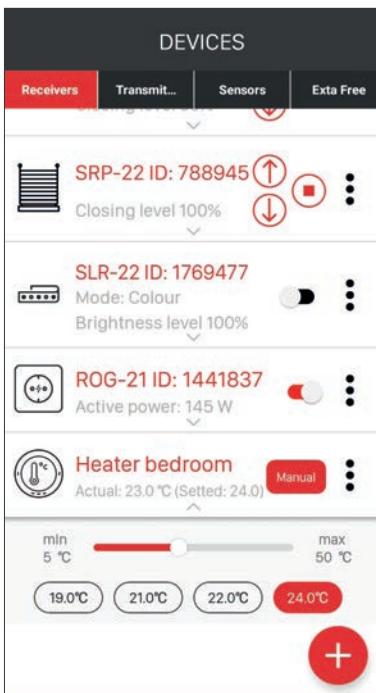 DEVICES
Receivers Transmit... Sensors Exta Free
SRP-22 ID: 788945
Closing level 100%
SLR-22 ID: 1769477
Mode: Colour
Brightness level 100%
ROG-21 ID: 1441837
Active power: 145 W
Heater bedroom
Actual: 23.0 °C (Setted: 24.0)
Manual
min
5 °C
max
50 °C
19.0°C 21.0°C 22.0°C 24.0°C